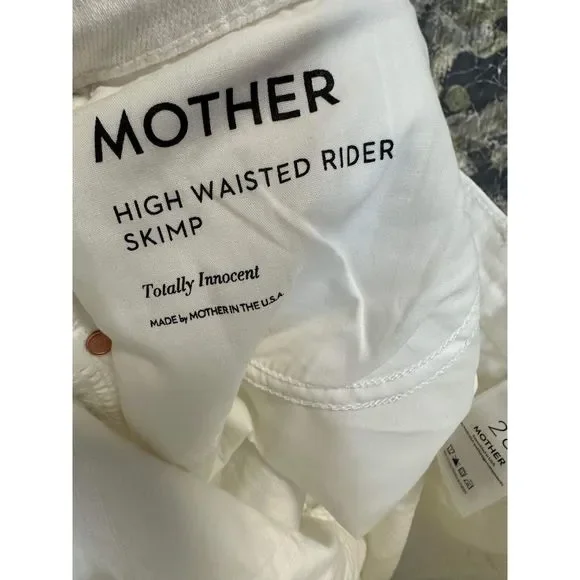 MOTHER
HIGH WAISTED RIDER
SKIMP
Totally Innocent
MADE by MOTHER IN THE U.S.A.
MOTHER